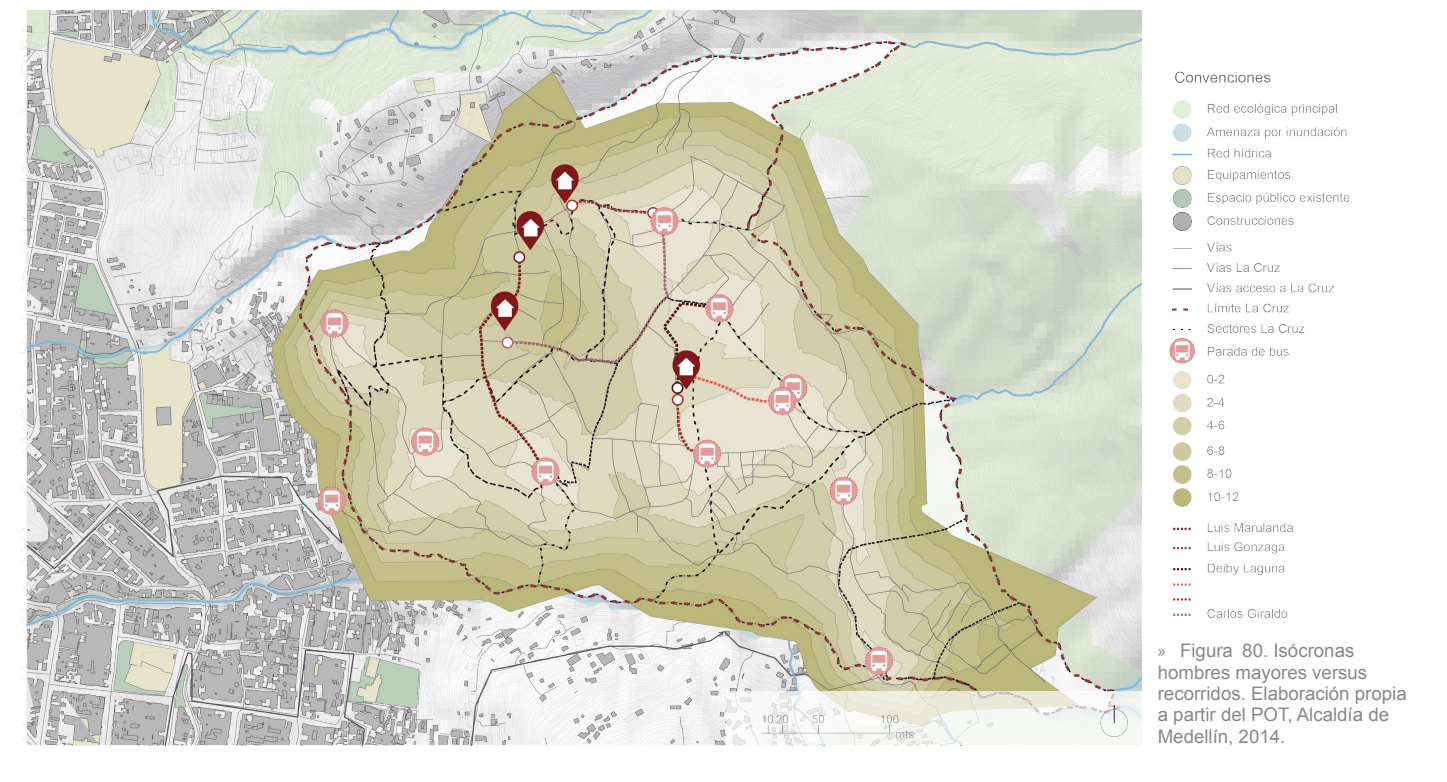 Convenciones
Red ecológica principal
Amenaza por inundación
Red hídrica
Equipamientos
Espacio público existente
Construcciones
Vías
Vías La Cruz
Vías acceso a La Cruz
Límite La Cruz
Sectores La Cruz
Parada de bus
0-2
2-4
4-6
6-8
8-10
10-12
Luis Marulanda
Luis Gonzaga
Deiby Laguna
Carlos Giraldo
» Figura 80. Isócronas
hombres mayores versus
recorridos. Elaboración propia
a partir del POT, Alcaldía de
Medellín, 2014.
10 20 50 100
mts